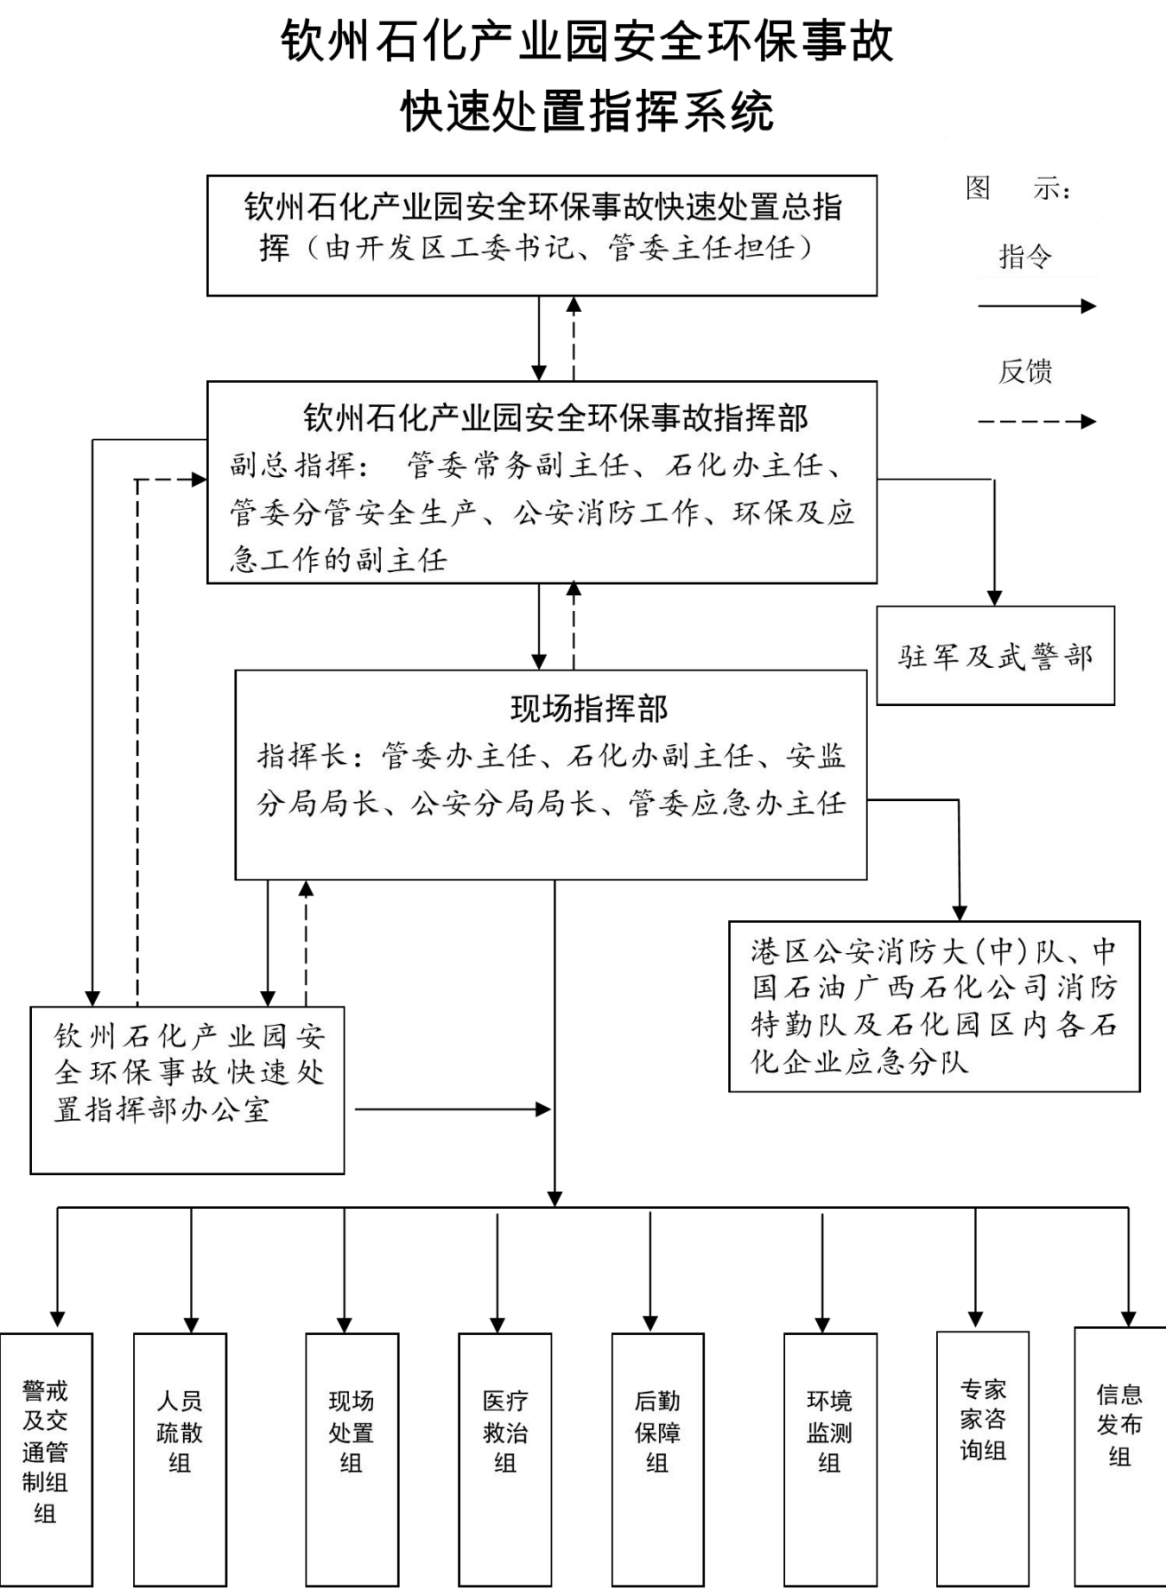 钦州石化产业园安全环保事故
快速处置指挥系统
图 示：
指令
反馈
钦州石化产业园安全环保事故快速处置总指
挥（由开发区工委书记、管委主任担任）
钦州石化产业园安全环保事故指挥部
副总指挥： 管委常务副主任、石化办主任、
管委分管安全生产、公安消防工作、环保及应
急工作的副主任
驻军及武警部
现场指挥部
指挥长：管委办主任、石化办副主任、安监
分局局长、公安分局局长、管委应急办主任
港区公安消防大(中)队、中
国石油广西石化公司消防
特勤队及石化园区内各石
化企业应急分队
钦州石化产业园安
全环保事故快速处
置指挥部办公室
警戒
及交
通管
制组
组
人员
疏散
组
现场
处置
组
医疗
救治
组
后勤
保障
组
环境
监测
组
专家
家咨
询组
信息
发布
组